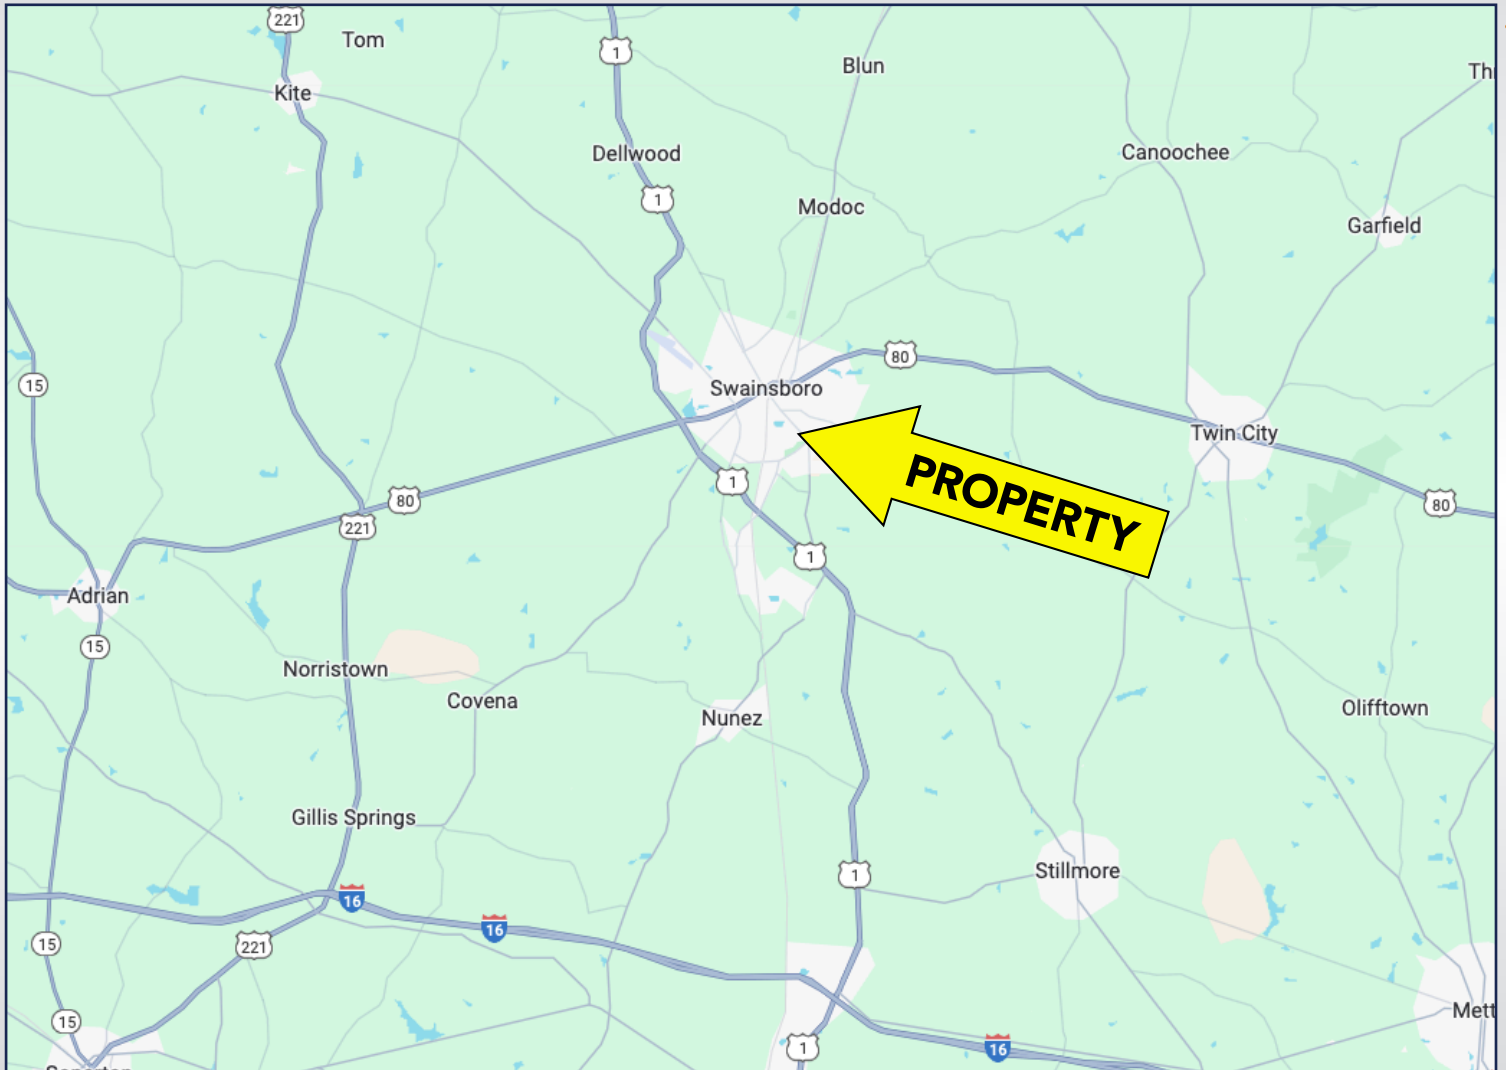 221
Tom
1
Blun
Kite
Dellwood
Canoochee
1
Modoc
Garfield
80
15
Swainsboro
Twin City
PROPERTY
1
80
80
221
1
Adrian
15
Norristown
Covena
Nunez
Olifftown
Gillis Springs
Stillmore
1
16
16
15
221
Mett
15
1
16